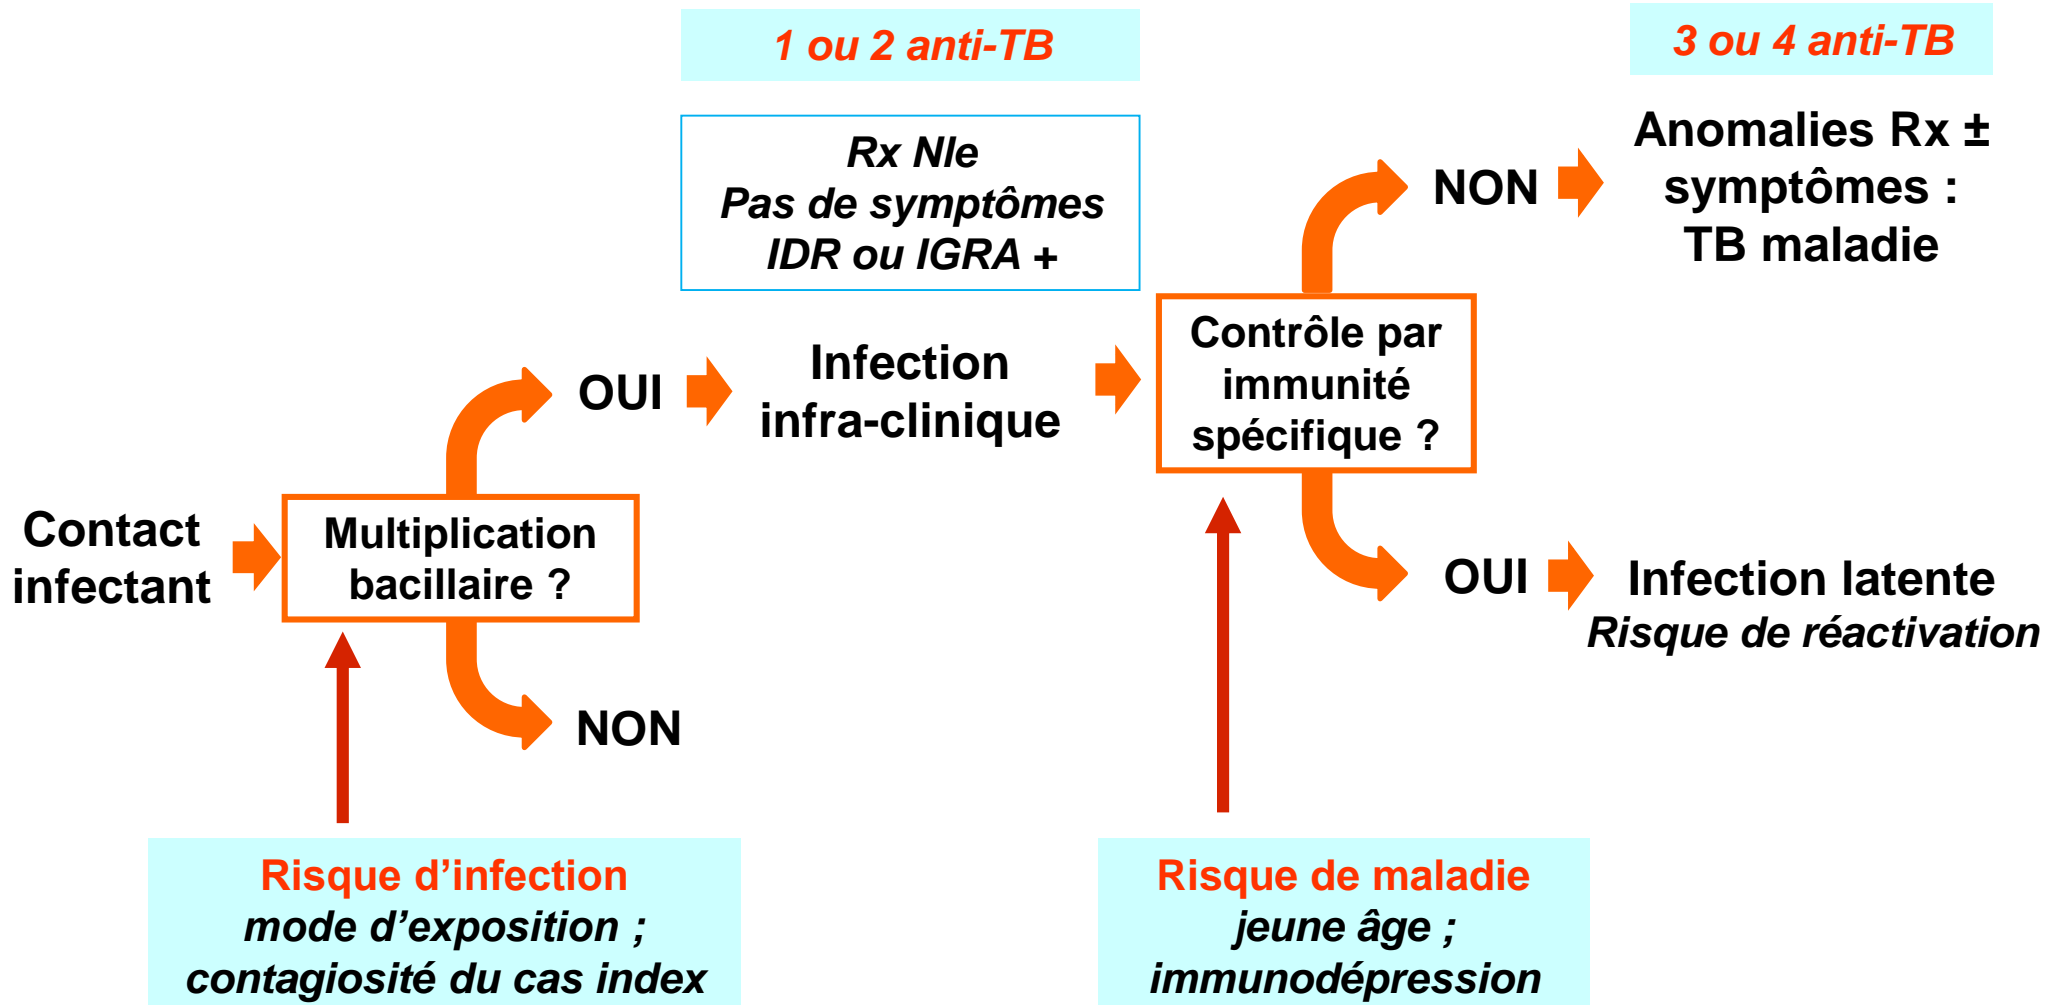 1 ou 2 anti-TB
3 ou 4 anti-TB
Rx Nle
Pas de symptômes
IDR ou IGRA +
NON
Anomalies Rx ±
symptômes :
TB maladie
Contact
infectant
Multiplication
bacillaire ?
OUI
Infection
infra-clinique
Contrôle par
immunité
spécifique ?
NON
OUI
Infection latente
Risque de réactivation
Risque d’infection
mode d’exposition ;
contagiosité du cas index
Risque de maladie
jeune âge ;
immunodépression